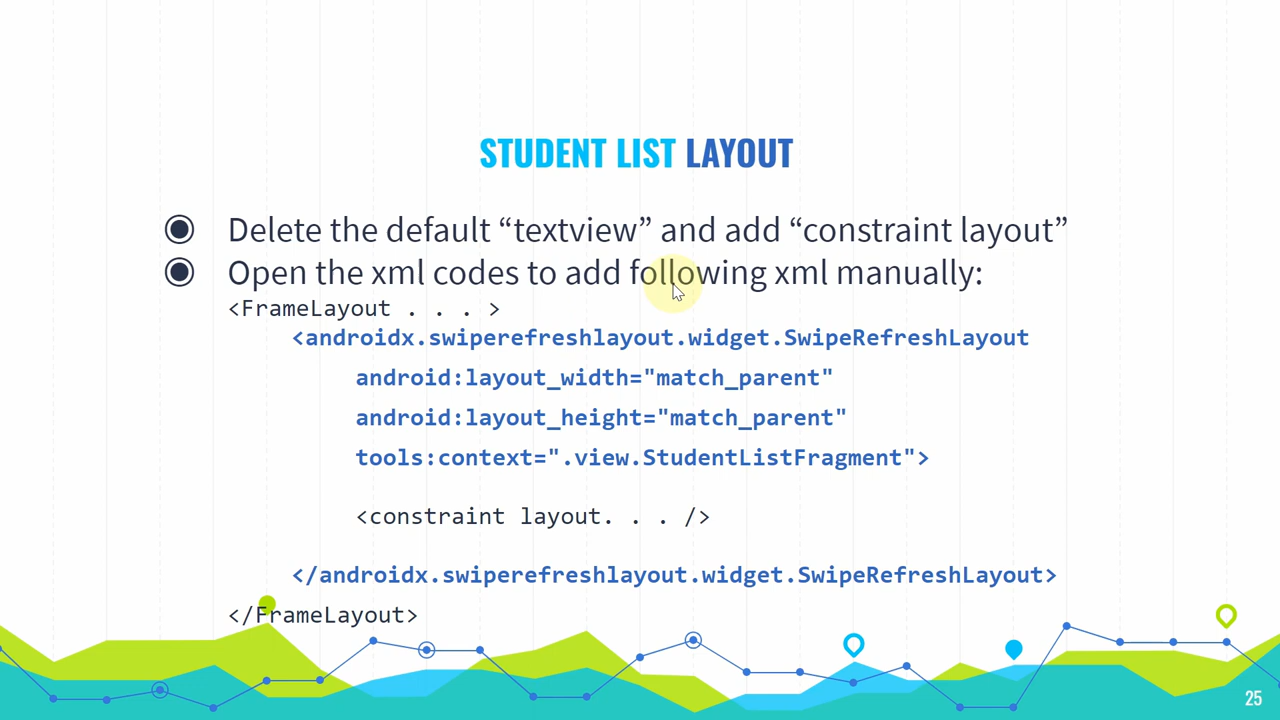 STUDENT LIST LAYOUT
◉ Delete the default “textview” and add “constraint layout”
◉ Open the xml codes to add following xml manually:
<FrameLayout . . . >
<androidx.swiperefreshlayout.widget.SwipeRefreshLayout
android:layout_width="match_parent"
android:layout_height="match_parent"
tools:context=".view.StudentListFragment">
<constraint layout. . . />
</androidx.swiperefreshlayout.widget.SwipeRefreshLayout>
</FrameLayout>
25